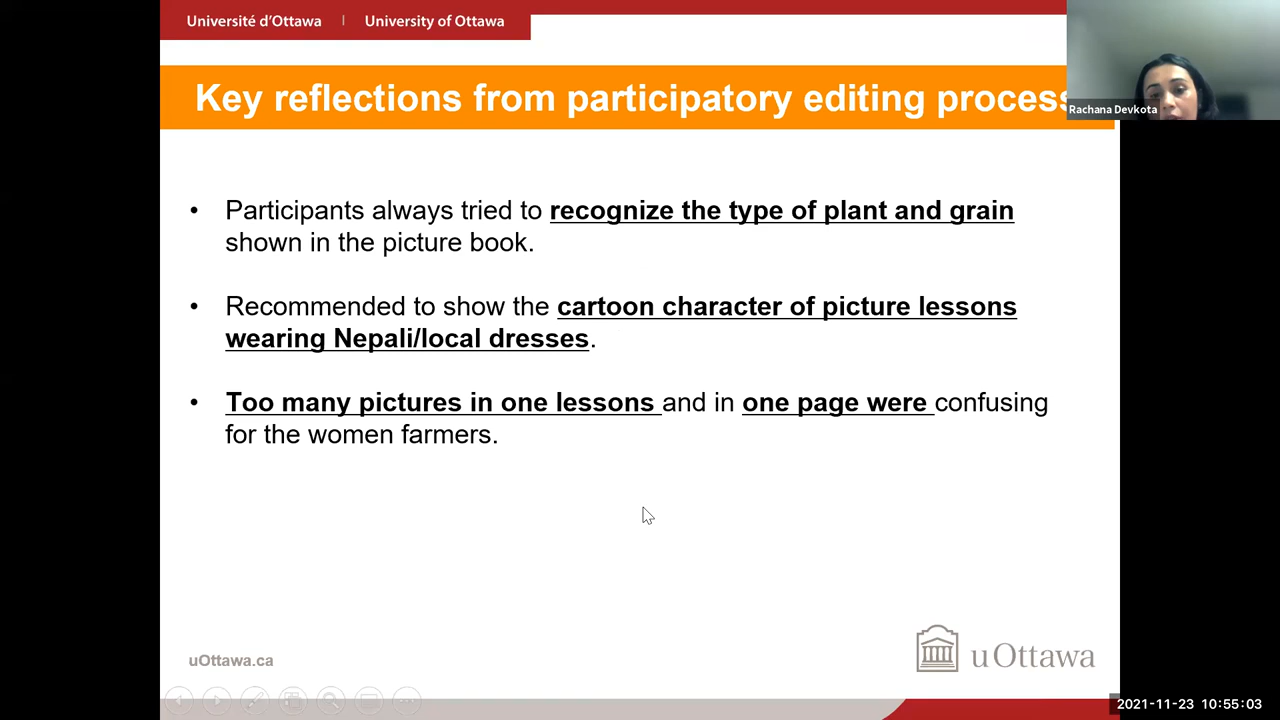 Université d'Ottawa | University of Ottawa
Key reflections from participatory editing process
Rachana Devkota
• Participants always tried to recognize the type of plant and grain
shown in the picture book.
• Recommended to show the cartoon character of picture lessons
wearing Nepali/local dresses.
• Too many pictures in one lessons and in one page were confusing
for the women farmers.
uOttawa.ca
uOttawa
2021-11-23 10:55:03